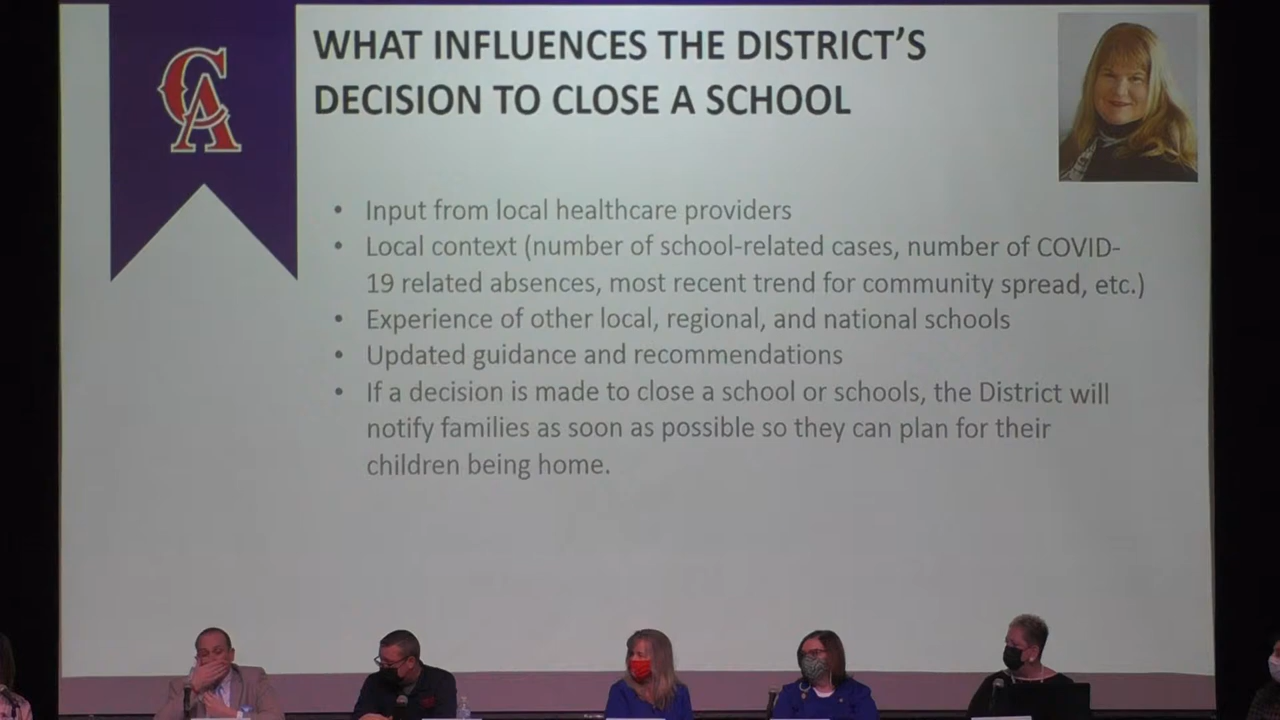 CA
WHAT INFLUENCES THE DISTRICT'S
DECISION TO CLOSE A SCHOOL
• Input from local healthcare providers
• Local context (number of school-related cases, number of COVID-
19 related absences, most recent trend for community spread, etc.)
• Experience of other local, regional, and national schools
• Updated guidance and recommendations
• If a decision is made to close a school or schools, the District will
notify families as soon as possible so they can plan for their
children being home.